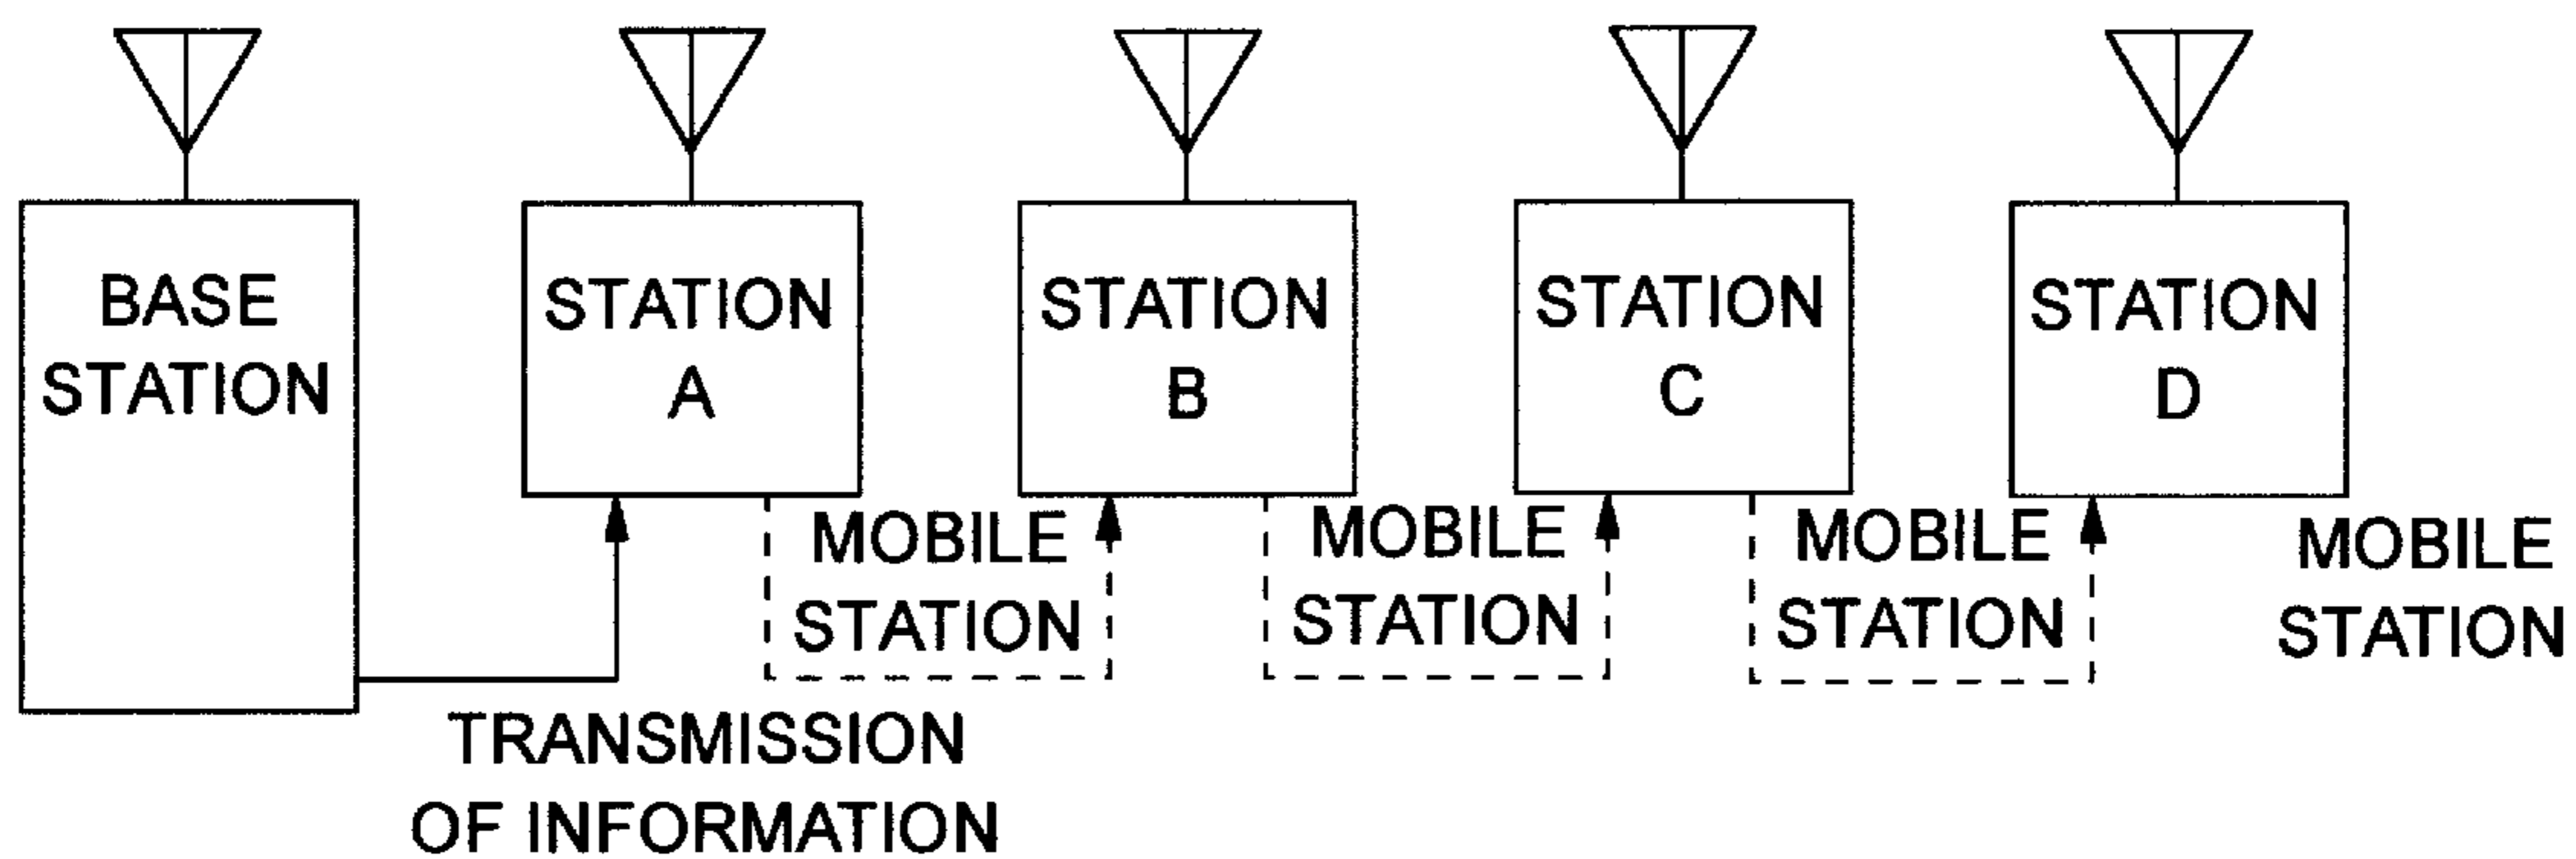 BASE
STATION
STATION
A
STATION
B
STATION
C
STATION
D
MOBILE
STATION
MOBILE
STATION
MOBILE
STATION
MOBILE
STATION
TRANSMISSION
OF INFORMATION